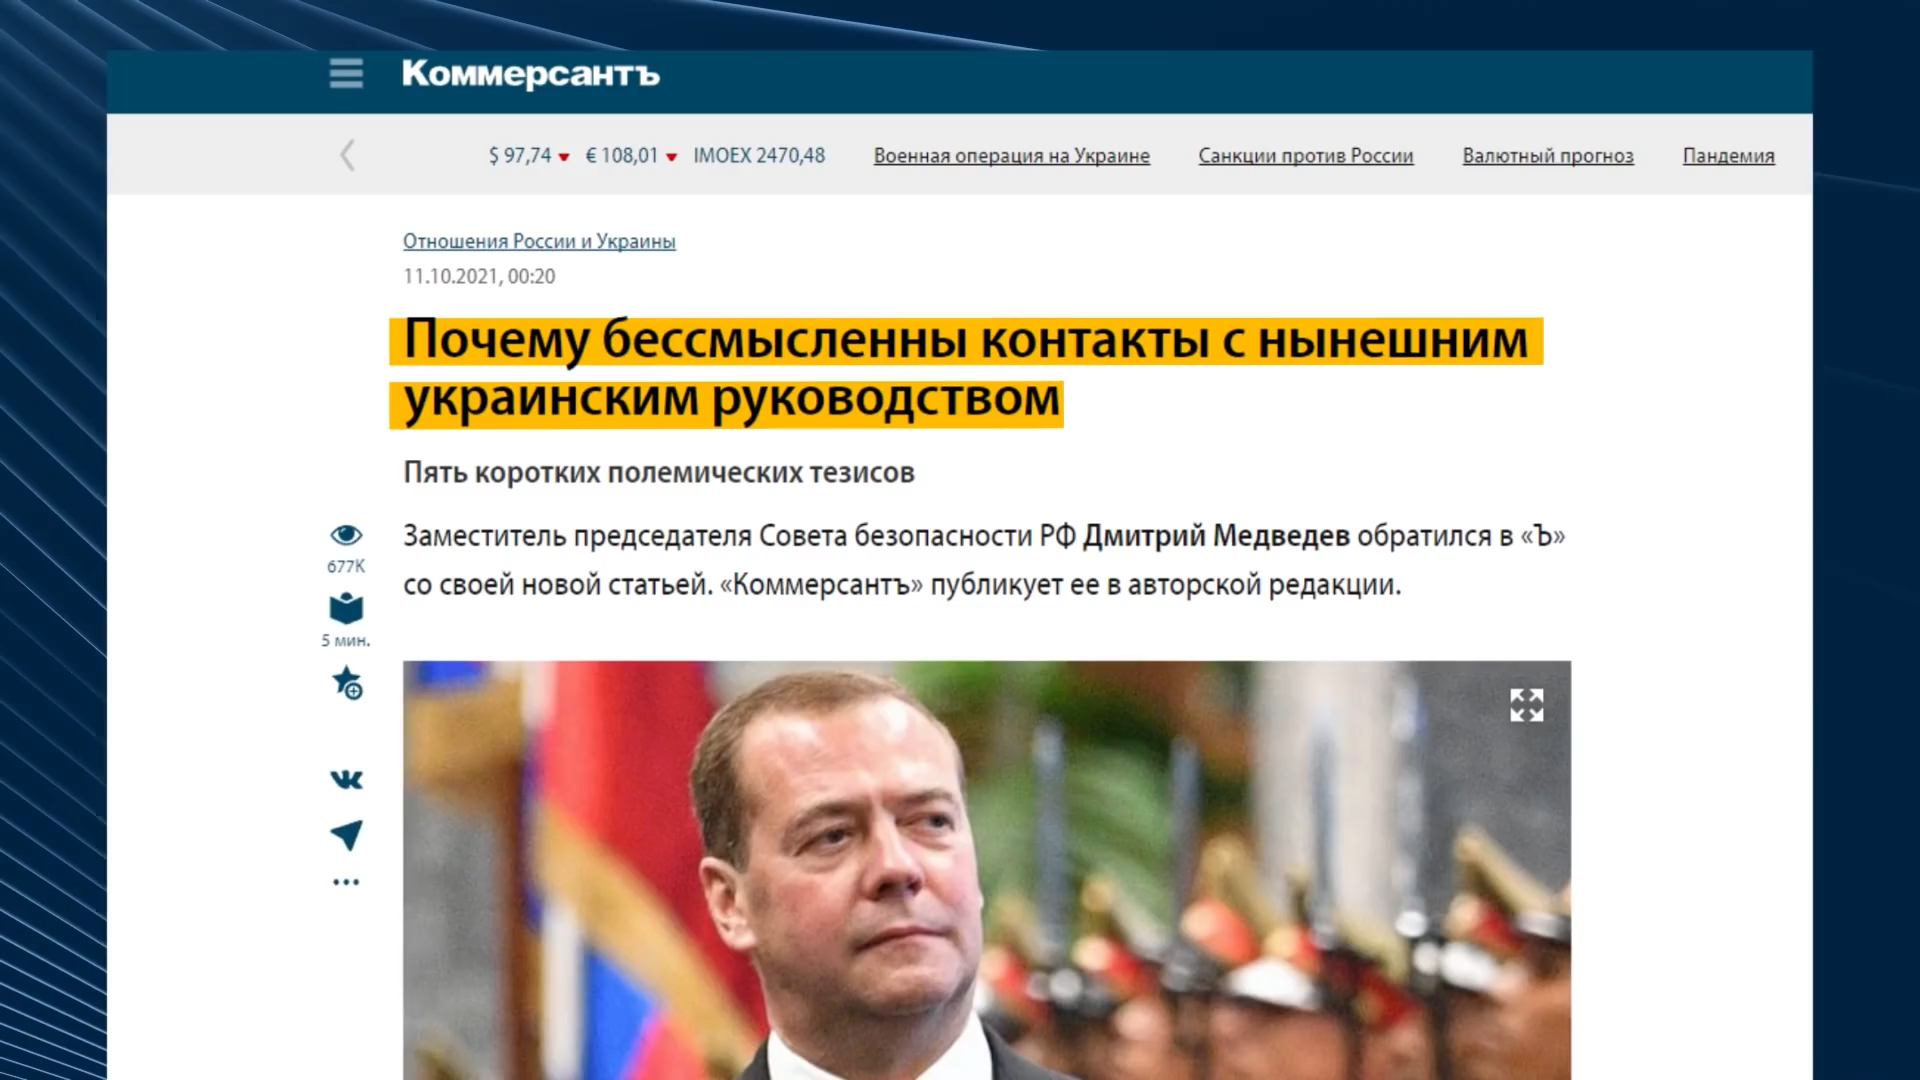 Коммерсантъ
$ 97,74 € 108,01 IMOEX 2470,48 Военная операция на Украине Санкции против России Валютный прогноз Пандемия
Отношения России и Украины
11.10.2021, 00:20
Почему бессмысленны контакты с нынешним
украинским руководством
Пять коротких полемических тезисов
Заместитель председателя Совета безопасности РФ Дмитрий Медведев обратился в «Ъ»
со своей новой статьей. «Коммерсантъ» публикует ее в авторской редакции.
677K
5 мин.